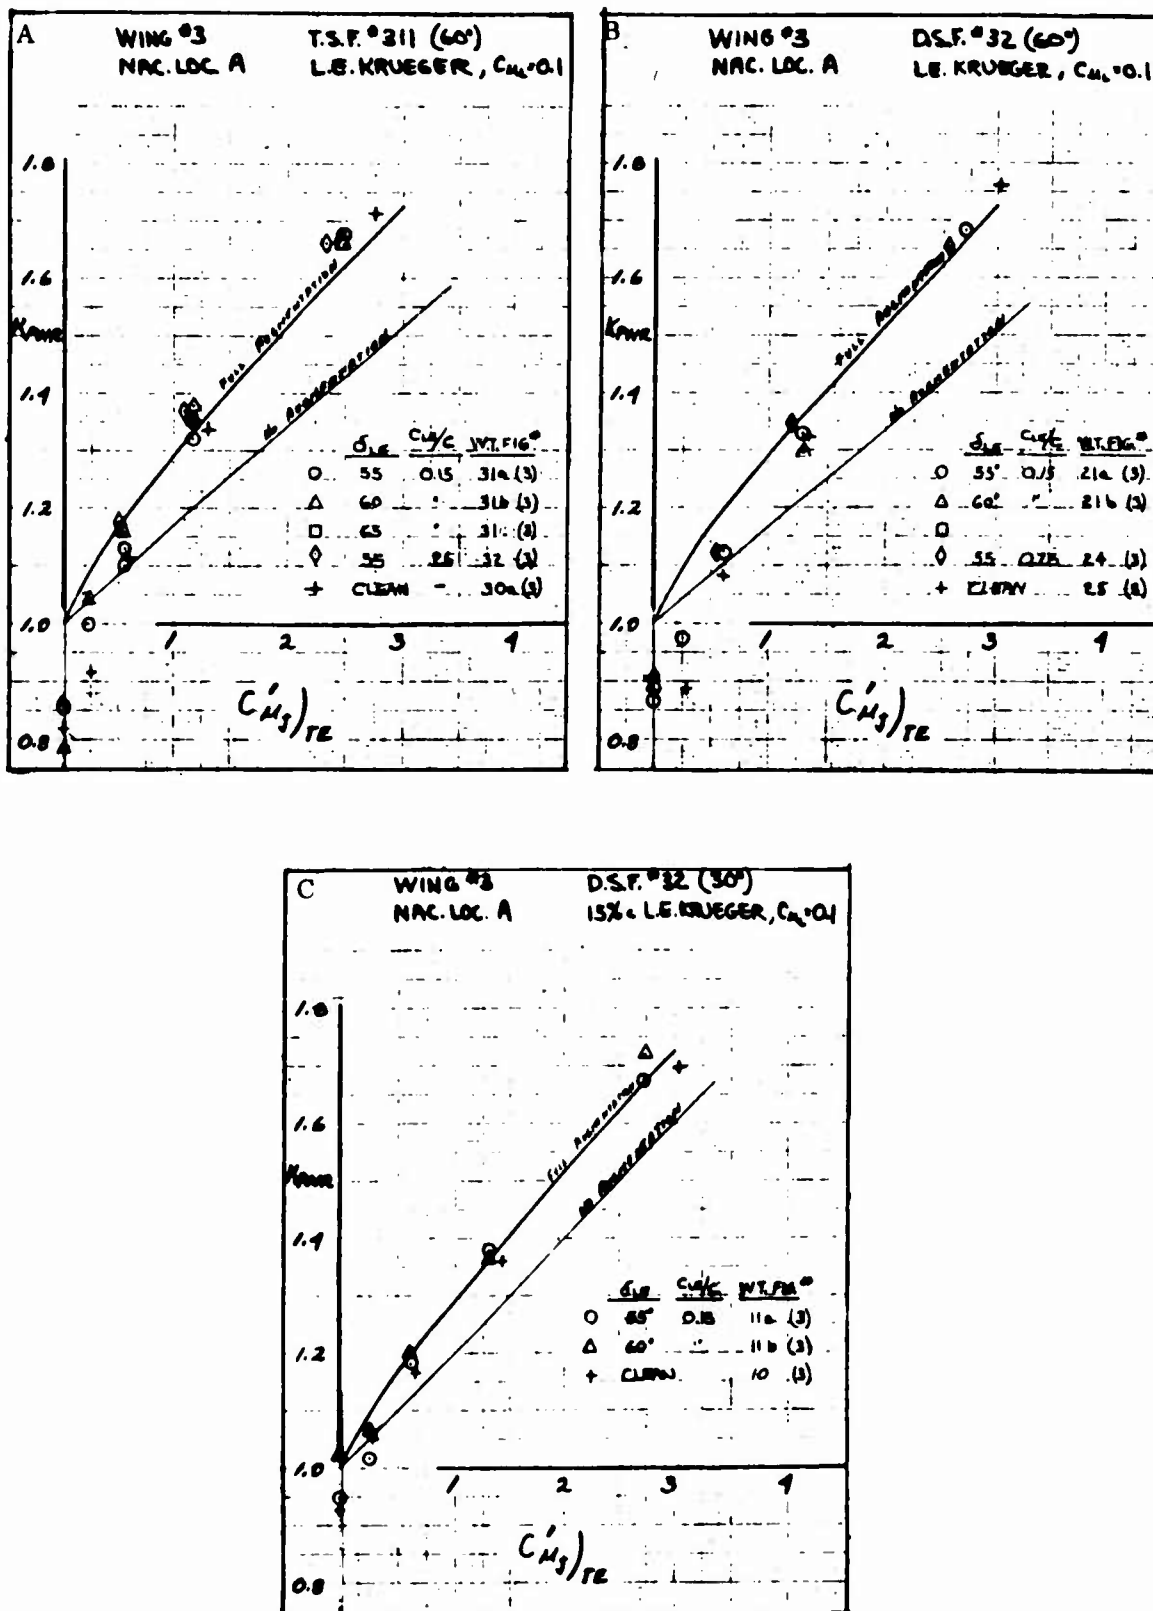 A
WING #3 T.S.F. #311 (60°)
NAC. LOC. A L.E. KRUEGER, Cμ=0.1
1.8
1.6
KPWR
1.4
1.2
1.0
0.8
FULL AUGMENTATION
NO AUGMENTATION
δLE CLE/C WT. FIG #
55 0.15 31a (3)
60 " 31b (3)
65 " 31c (3)
55 .25 32 (3)
CLEAN - 30a (3)
1 2 3 4
C'μJ)TE
B
WING #3 D.S.F. #32 (60°)
NAC. LOC. A L.E. KRUEGER, Cμ=0.1
1.8
1.6
KPWR
1.4
1.2
1.0
0.8
FULL AUGMENTATION
NO AUGMENTATION
δLE CLE/C WT. FIG #
55° 0.15 21a (3)
60° " 21b (3)
55 24 (3)
CLEAN 25 (3)
1 2 3 4
C'μJ)TE
C
WING #3 D.S.F. #32 (30°)
NAC. LOC. A 15%c L.E. KRUEGER, Cμ=0.1
1.8
1.6
KPWR
1.4
1.2
1.0
0.8
FULL AUGMENTATION
NO AUGMENTATION
δLE CLE/C WT. FIG #
55° 0.15 11a (3)
60° " 11b (3)
CLEAN 10 (3)
1 2 3 4
C'μJ)TE